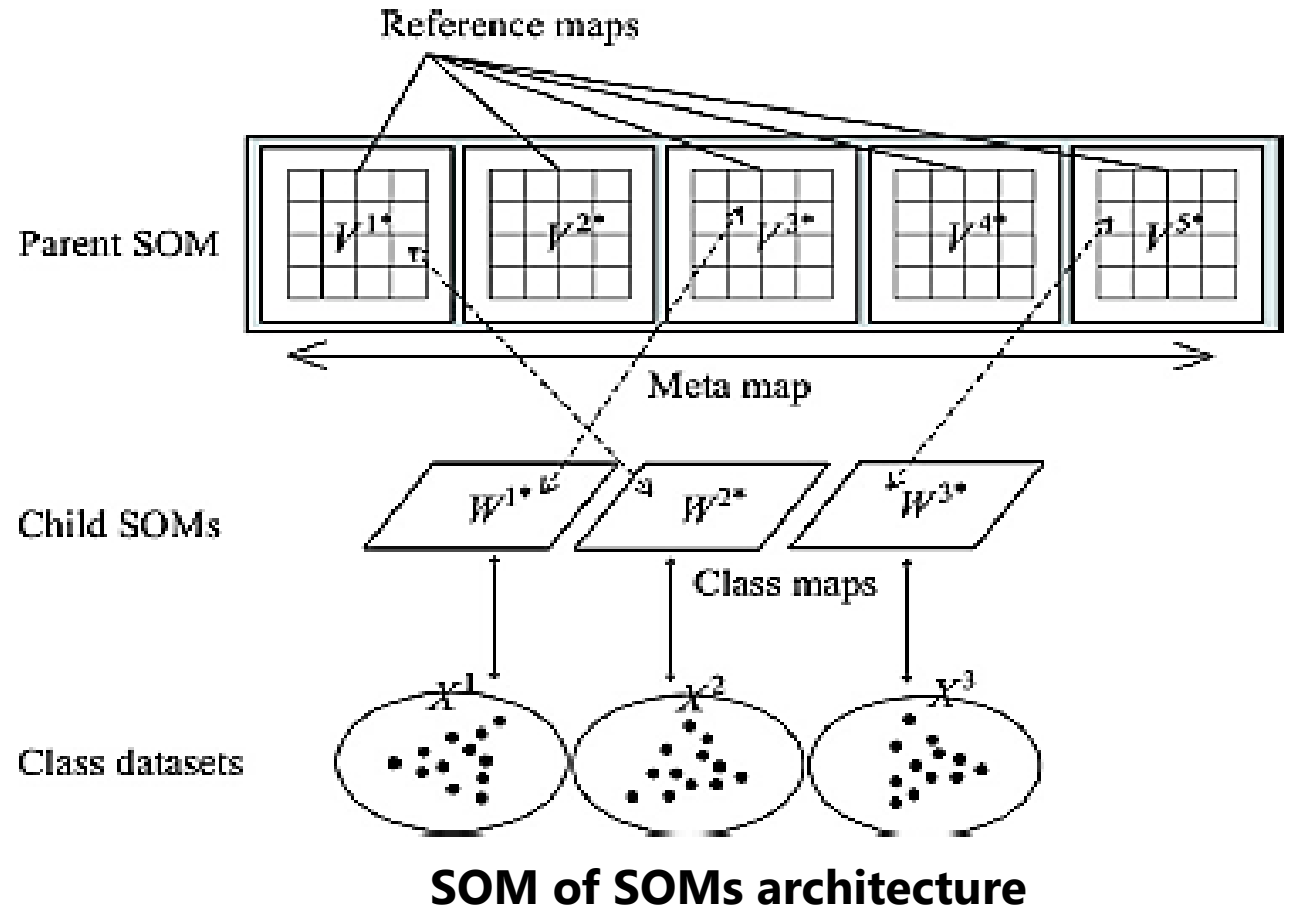 Reference maps
Parent SOM
V¹* V²* V³* V⁴* V⁵*
Meta map
Child SOMs
W¹* W²* W³*
Class maps
X¹ X² X³
Class datasets
SOM of SOMs architecture